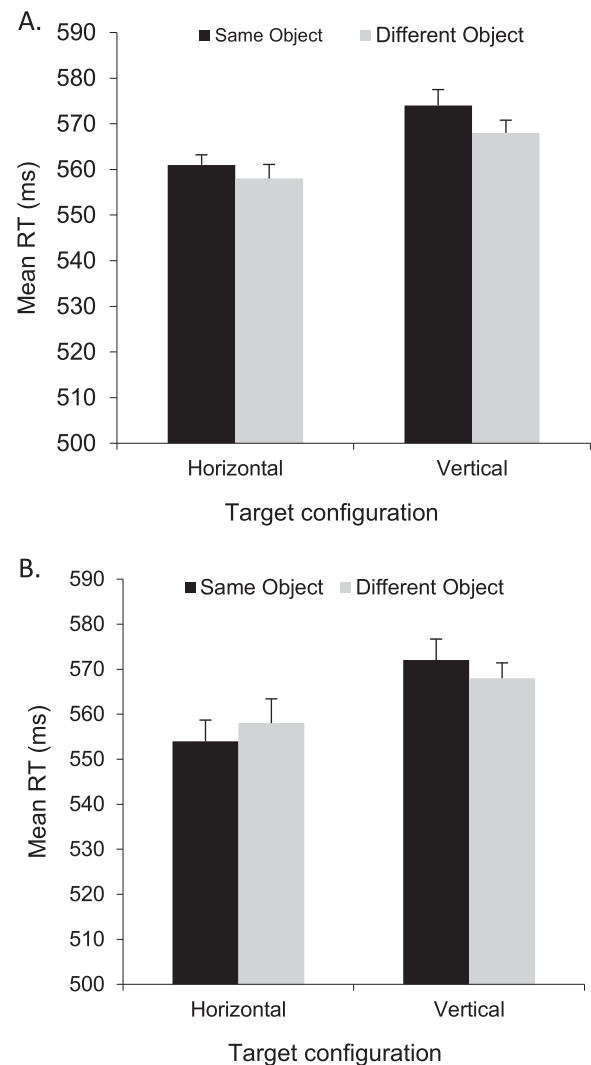 A.
Same Object Different Object
590
580
570
560
550
540
530
520
510
500
Mean RT (ms)
Horizontal Vertical
Target configuration
B.
Same Object Different Object
590
580
570
560
550
540
530
520
510
500
Mean RT (ms)
Horizontal Vertical
Target configuration